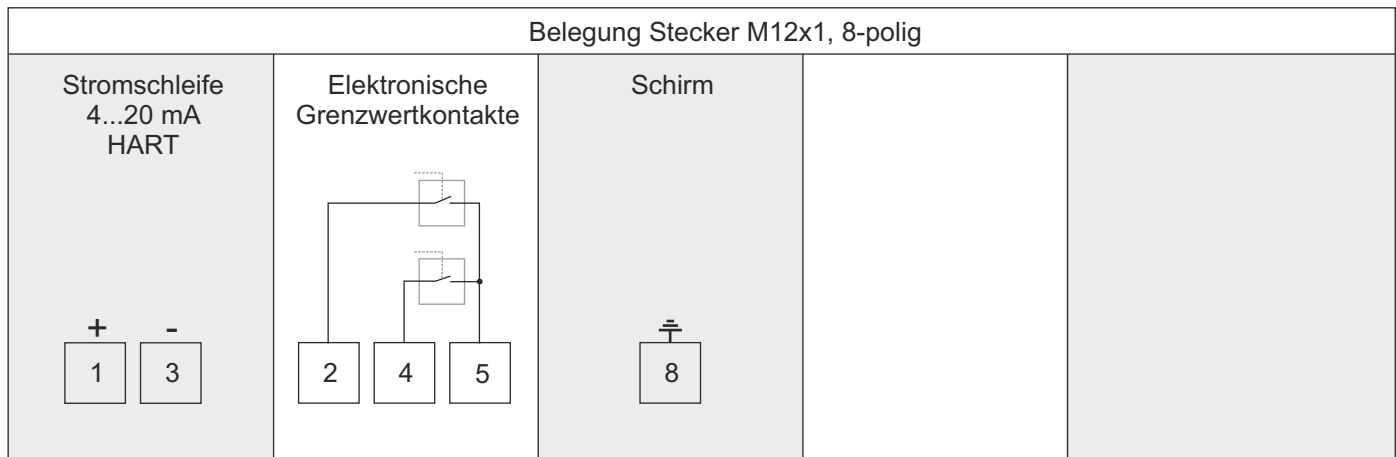 Belegung Stecker M12x1, 8-polig
Stromschleife
4...20 mA
HART
+ -
1 3
Elektronische
Grenzwertkontakte
2 4 5
Schirm
8